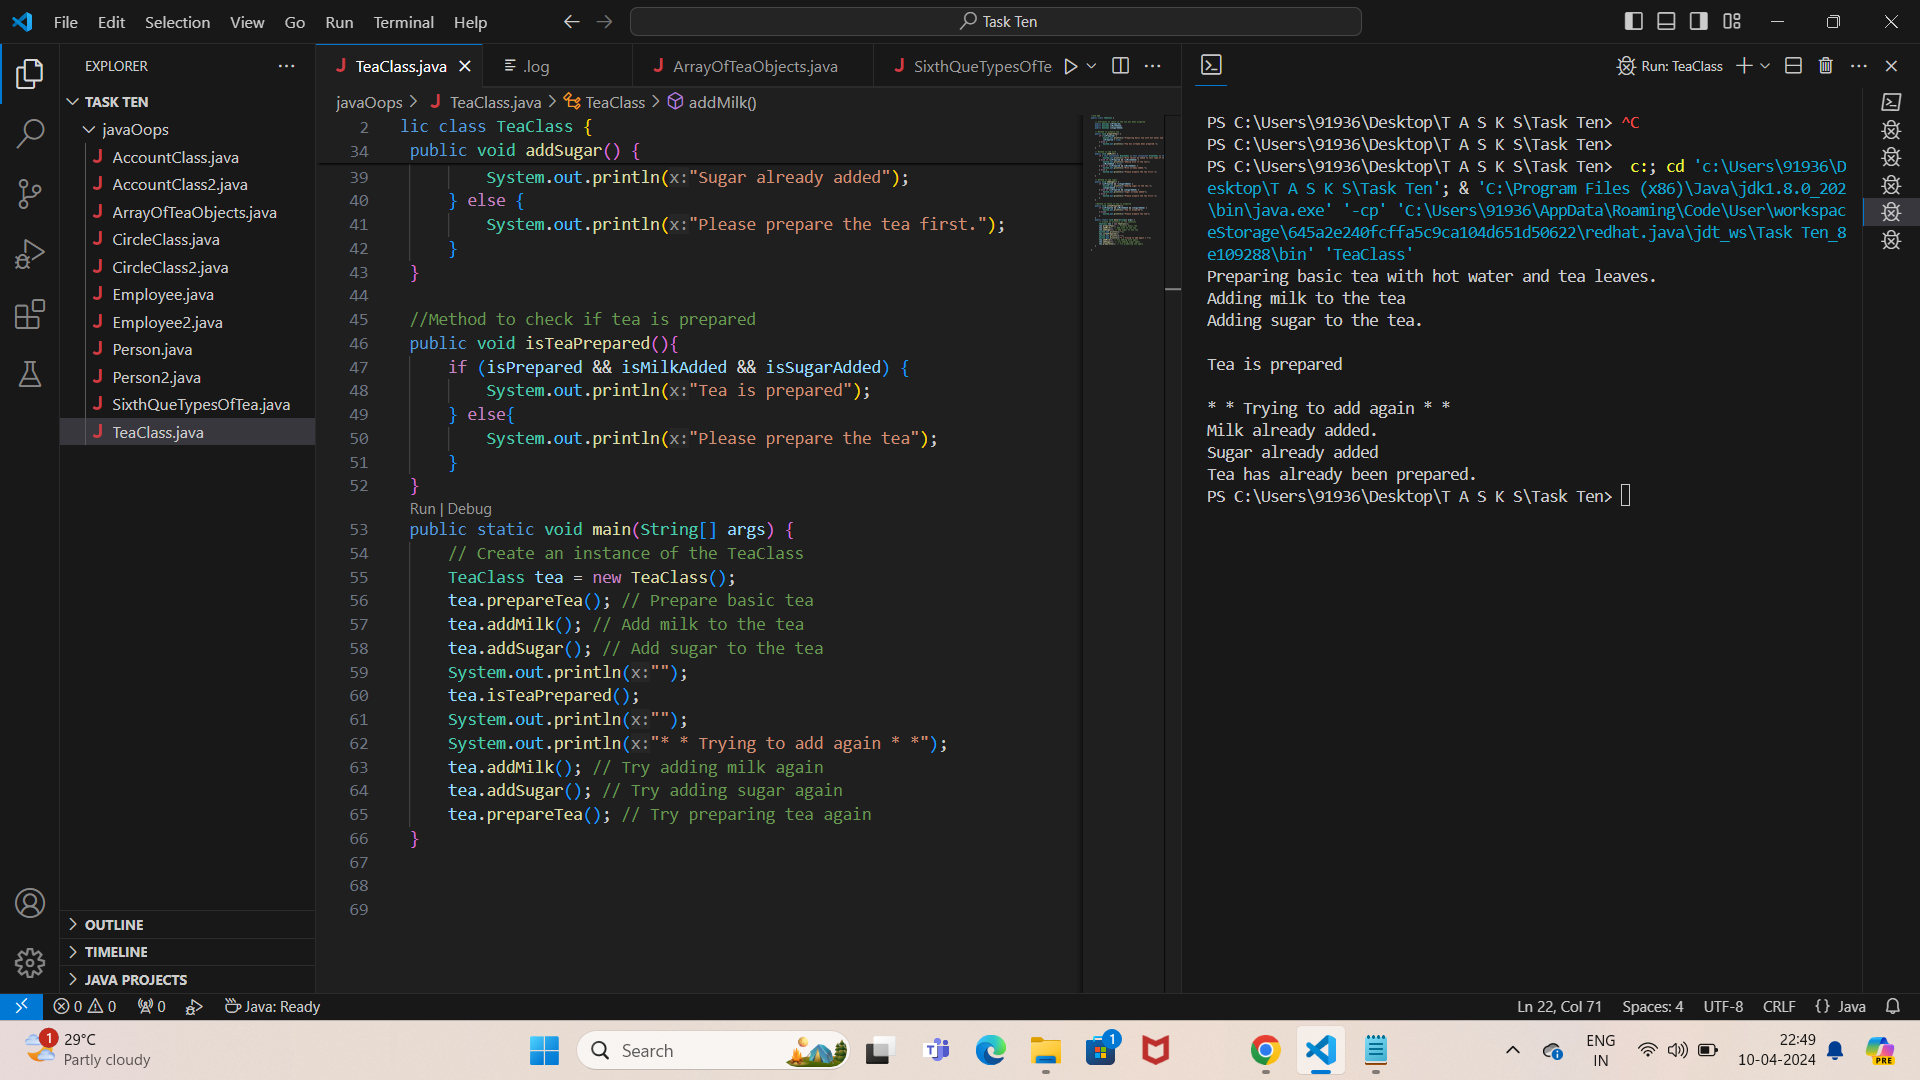 File Edit Selection View Go Run Terminal Help
Task Ten
EXPLORER
TASK TEN
javaOops
AccountClass.java
AccountClass2.java
ArrayOfTeaObjects.java
CircleClass.java
CircleClass2.java
Employee.java
Employee2.java
Person.java
Person2.java
SixthQueTypesOfTea.java
TeaClass.java
OUTLINE
TIMELINE
JAVA PROJECTS
TeaClass.java .log ArrayOfTeaObjects.java SixthQueTypesOfTe
javaOops > TeaClass.java > TeaClass > addMilk()
2 lic class TeaClass {
34 public void addSugar() {
39 System.out.println(x:"Sugar already added");
40 } else {
41 System.out.println(x:"Please prepare the tea first.");
42 }
43 }
44
45 //Method to check if tea is prepared
46 public void isTeaPrepared(){
47 if (isPrepared && isMilkAdded && isSugarAdded) {
48 System.out.println(x:"Tea is prepared");
49 } else{
50 System.out.println(x:"Please prepare the tea");
51 }
52 }
Run | Debug
53 public static void main(String[] args) {
54 // Create an instance of the TeaClass
55 TeaClass tea = new TeaClass();
56 tea.prepareTea(); // Prepare basic tea
57 tea.addMilk(); // Add milk to the tea
58 tea.addSugar(); // Add sugar to the tea
59 System.out.println(x:"");
60 tea.isTeaPrepared();
61 System.out.println(x:"");
62 System.out.println(x:"* * Trying to add again * *");
63 tea.addMilk(); // Try adding milk again
64 tea.addSugar(); // Try adding sugar again
65 tea.prepareTea(); // Try preparing tea again
66 }
67
68
69
Run: TeaClass
PS C:\Users\91936\Desktop\T A S K S\Task Ten> ^C
PS C:\Users\91936\Desktop\T A S K S\Task Ten>
PS C:\Users\91936\Desktop\T A S K S\Task Ten> c:; cd 'c:\Users\91936\D
esktop\T A S K S\Task Ten'; & 'C:\Program Files (x86)\Java\jdk1.8.0_202
\bin\java.exe' '-cp' 'C:\Users\91936\AppData\Roaming\Code\User\workspac
eStorage\645a2e240fcffa5c9ca104d651d50622\redhat.java\jdt_ws\Task Ten_8
e109288\bin' 'TeaClass'
Preparing basic tea with hot water and tea leaves.
Adding milk to the tea
Adding sugar to the tea.
Tea is prepared
* * Trying to add again * *
Milk already added.
Sugar already added
Tea has already been prepared.
PS C:\Users\91936\Desktop\T A S K S\Task Ten>
0 0 0 Java: Ready Ln 22, Col 71 Spaces: 4 UTF-8 CRLF {} Java
1 29°C
Partly cloudy
Search
1
PRE
ENG
IN
22:49
10-04-2024